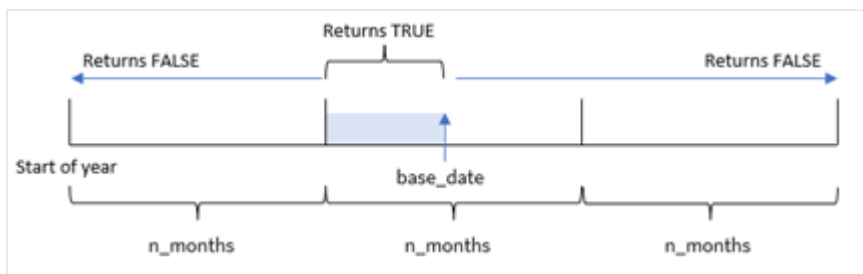 Returns TRUE
Returns FALSE
Returns FALSE
Start of year
base_date
n_months
n_months
n_months